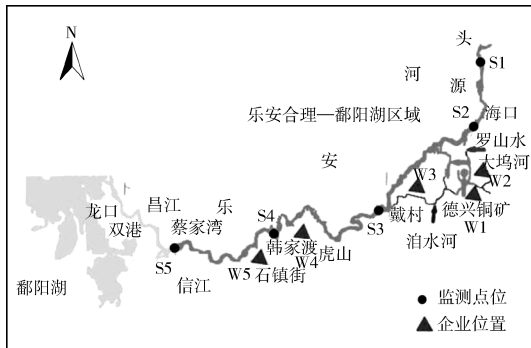 N
头
源
河
S1
S2
海口
乐安合理—鄱阳湖区域
罗山水
大坞河
安
W3
W2
德兴铜矿
W1
戴村
泊水河
S3
乐
昌江
龙口
双港
蔡家湾
S4
韩家渡
W4
虎山
W5
石镇街
S5
信江
鄱阳湖
监测点位
企业位置